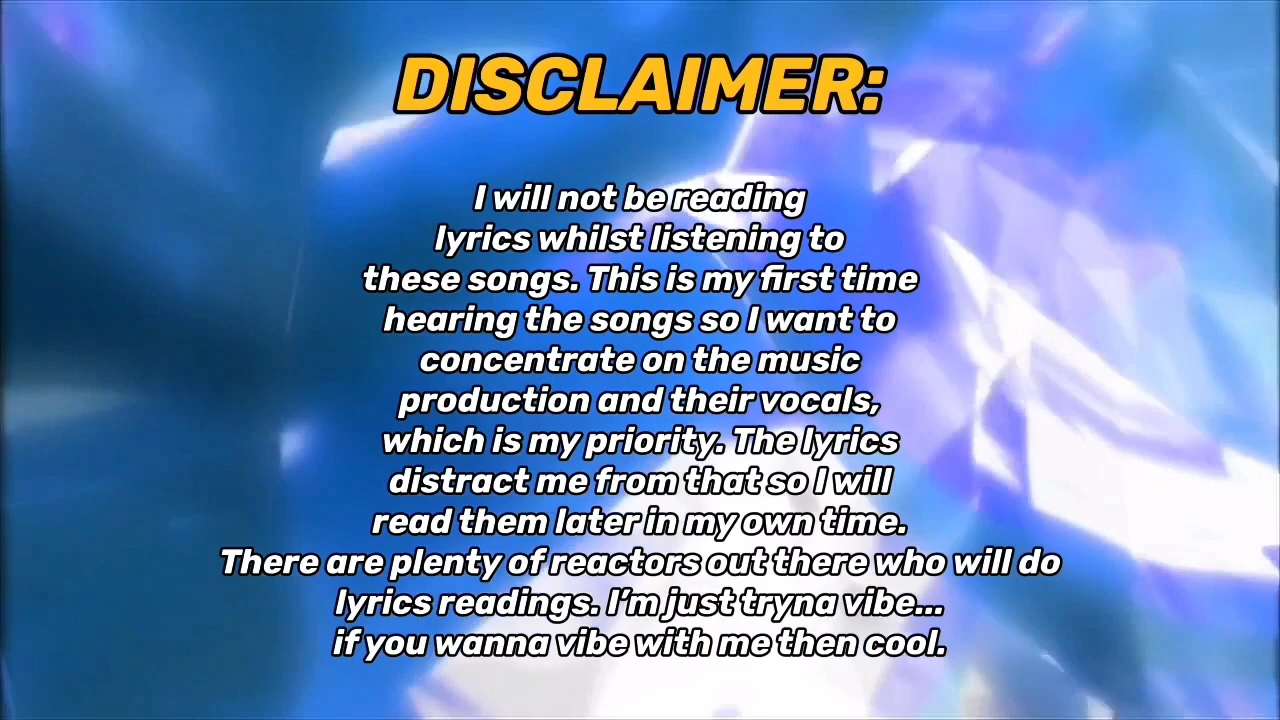 DISCLAIMER:
I will not be reading
lyrics whilst listening to
these songs. This is my first time
hearing the songs so I want to
concentrate on the music
production and their vocals,
which is my priority. The lyrics
distract me from that so I will
read them later in my own time.
There are plenty of reactors out there who will do
lyrics readings. I'm just tryna vibe...
if you wanna vibe with me then cool.